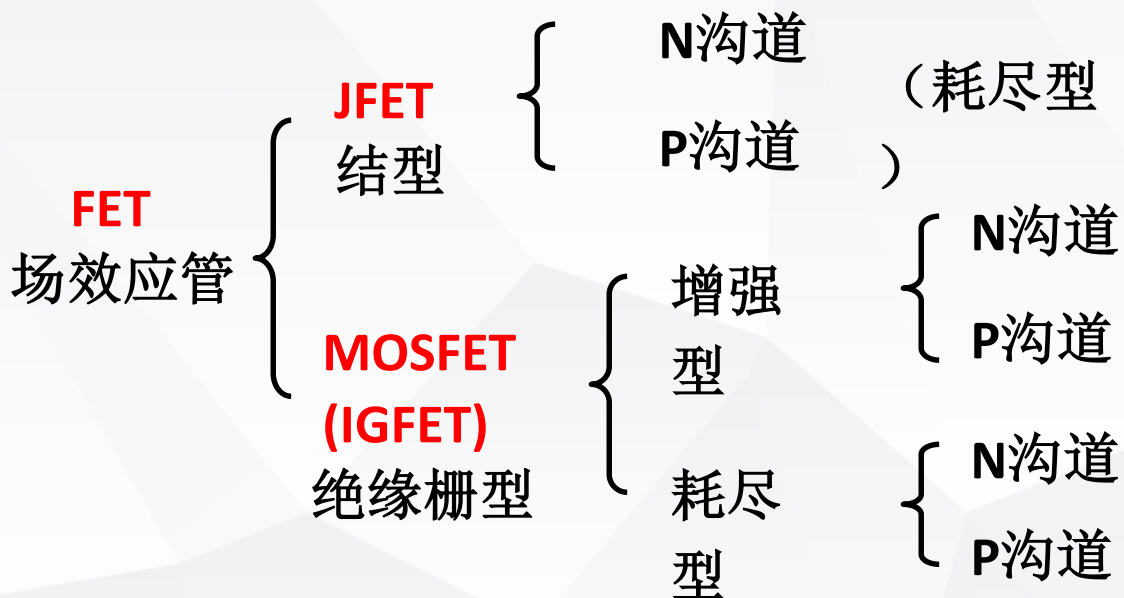 FET
场效应管
JFET
结型
N沟道
P沟道
（耗尽型
）
MOSFET
(IGFET)
绝缘栅型
增强
型
N沟道
P沟道
耗尽
型
N沟道
P沟道